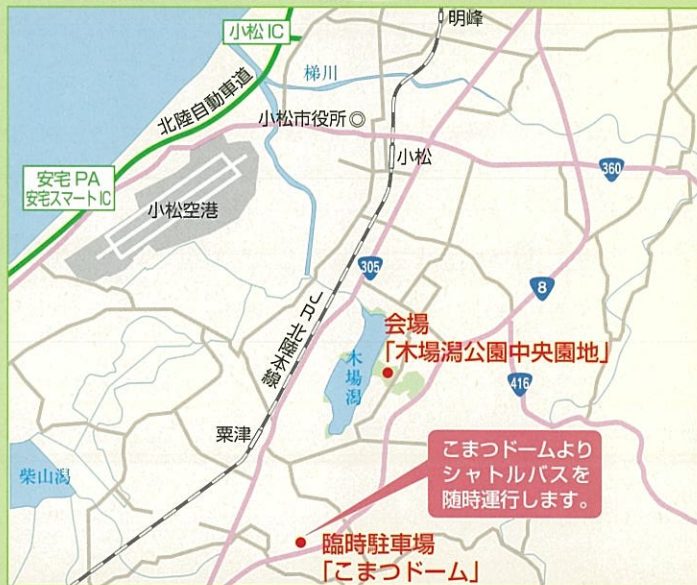 明峰
小松IC
梯川
北陸自動車道
小松市役所
小松
360
安宅PA
安宅スマートIC
小松空港
305
8
JR北陸本線
会場
「木場潟公園中央園地」
木場潟
416
粟津
こまつドームより
シャトルバスを
随時運行します。
柴山潟
臨時駐車場
「こまつドーム」